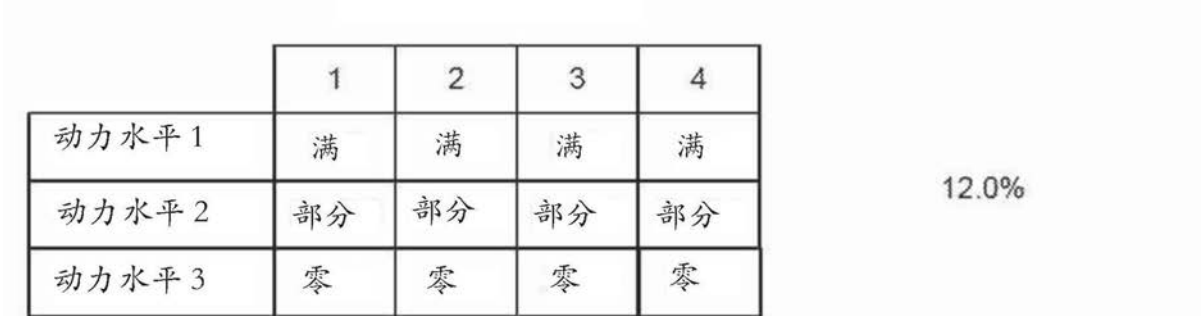 1 2 3 4
动力水平1 满 满 满 满
12.0%
动力水平2 部分 部分 部分 部分
动力水平3 零 零 零 零